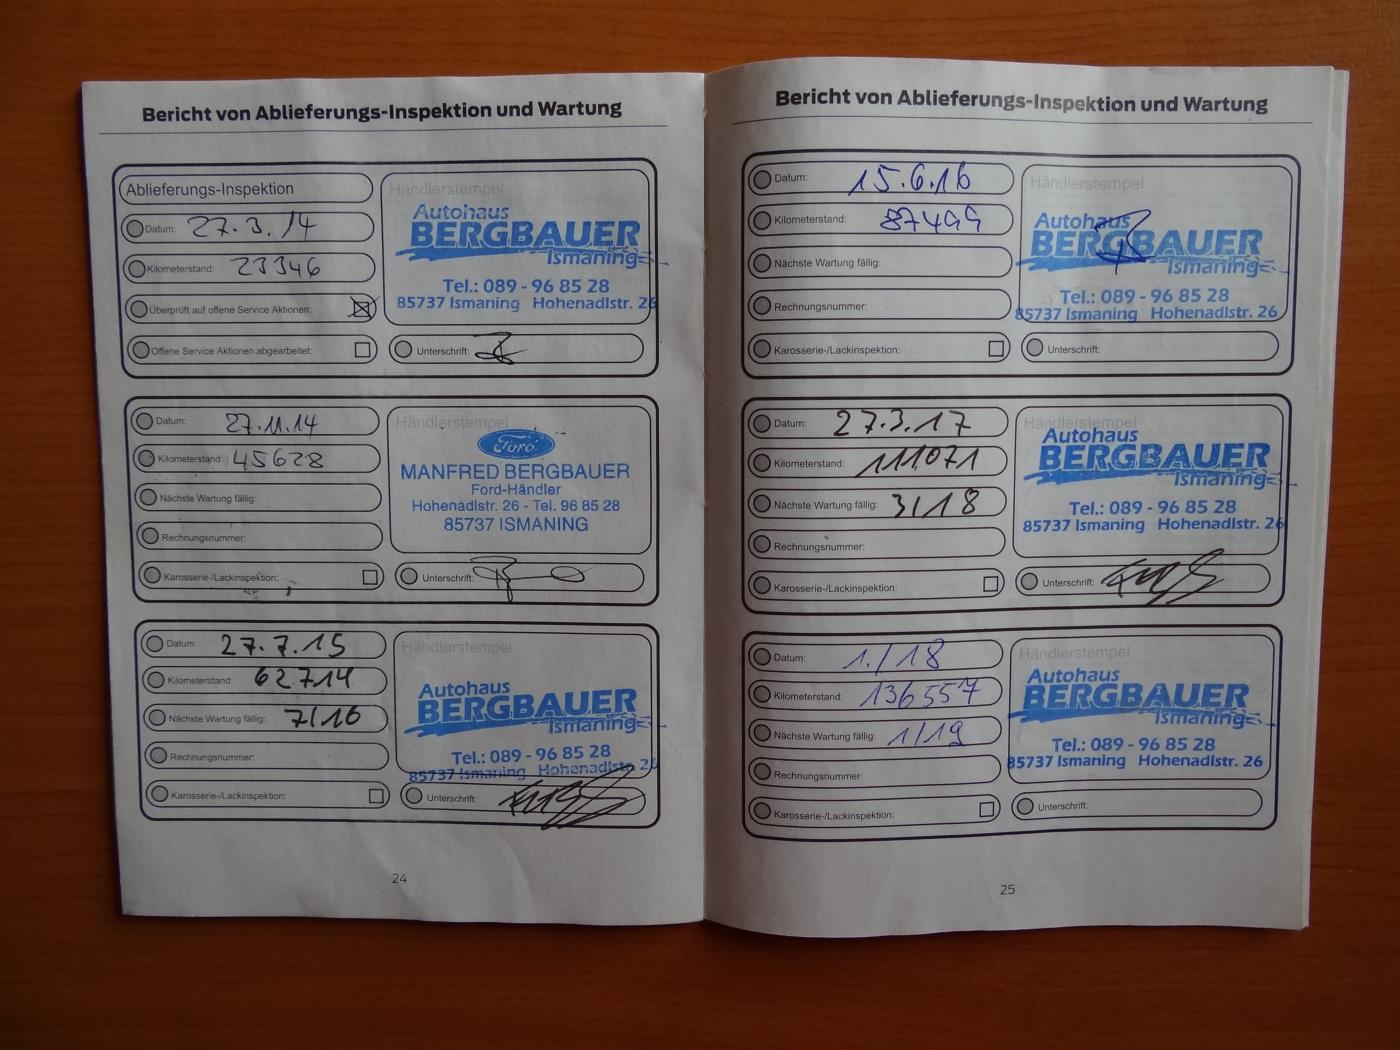 Bericht von Ablieferungs-Inspektion und Wartung
Ablieferungs-Inspektion
Datum: 27.3.14
Kilometerstand: 23346
Überprüft auf offene Service Aktionen:
Offene Service Aktionen abgearbeitet:
Händlerstempel
Autohaus
BERGBAUER
Ismaning
Tel.: 089 - 96 85 28
85737 Ismaning Hohenadlstr. 26
Unterschrift:
Datum: 27.11.14
Kilometerstand: 45628
Nächste Wartung fällig:
Rechnungsnummer:
Karosserie-/Lackinspektion:
Händlerstempel
Ford
MANFRED BERGBAUER
Ford-Händler
Hohenadlstr. 26 - Tel. 96 85 28
85737 ISMANING
Unterschrift:
Datum: 27.7.15
Kilometerstand: 62714
Nächste Wartung fällig: 7/16
Rechnungsnummer:
Karosserie-/Lackinspektion:
Händlerstempel
Autohaus
BERGBAUER
Ismaning
Tel.: 089 - 96 85 28
85737 Ismaning Hohenadlstr. 26
Unterschrift:
24
Bericht von Ablieferungs-Inspektion und Wartung
Datum: 15.6.16
Kilometerstand: 87499
Nächste Wartung fällig:
Rechnungsnummer:
Karosserie-/Lackinspektion:
Händlerstempel
Autohaus
BERGBAUER
Ismaning
Tel.: 089 - 96 85 28
85737 Ismaning Hohenadlstr. 26
Unterschrift:
Datum: 27.3.17
Kilometerstand: 111071
Nächste Wartung fällig: 3/18
Rechnungsnummer:
Karosserie-/Lackinspektion:
Händlerstempel
Autohaus
BERGBAUER
Ismaning
Tel.: 089 - 96 85 28
85737 Ismaning Hohenadlstr. 26
Unterschrift:
Datum: 1./18
Kilometerstand: 136557
Nächste Wartung fällig: 1/19
Rechnungsnummer:
Karosserie-/Lackinspektion:
Händlerstempel
Autohaus
BERGBAUER
Ismaning
Tel.: 089 - 96 85 28
85737 Ismaning Hohenadlstr. 26
Unterschrift:
25